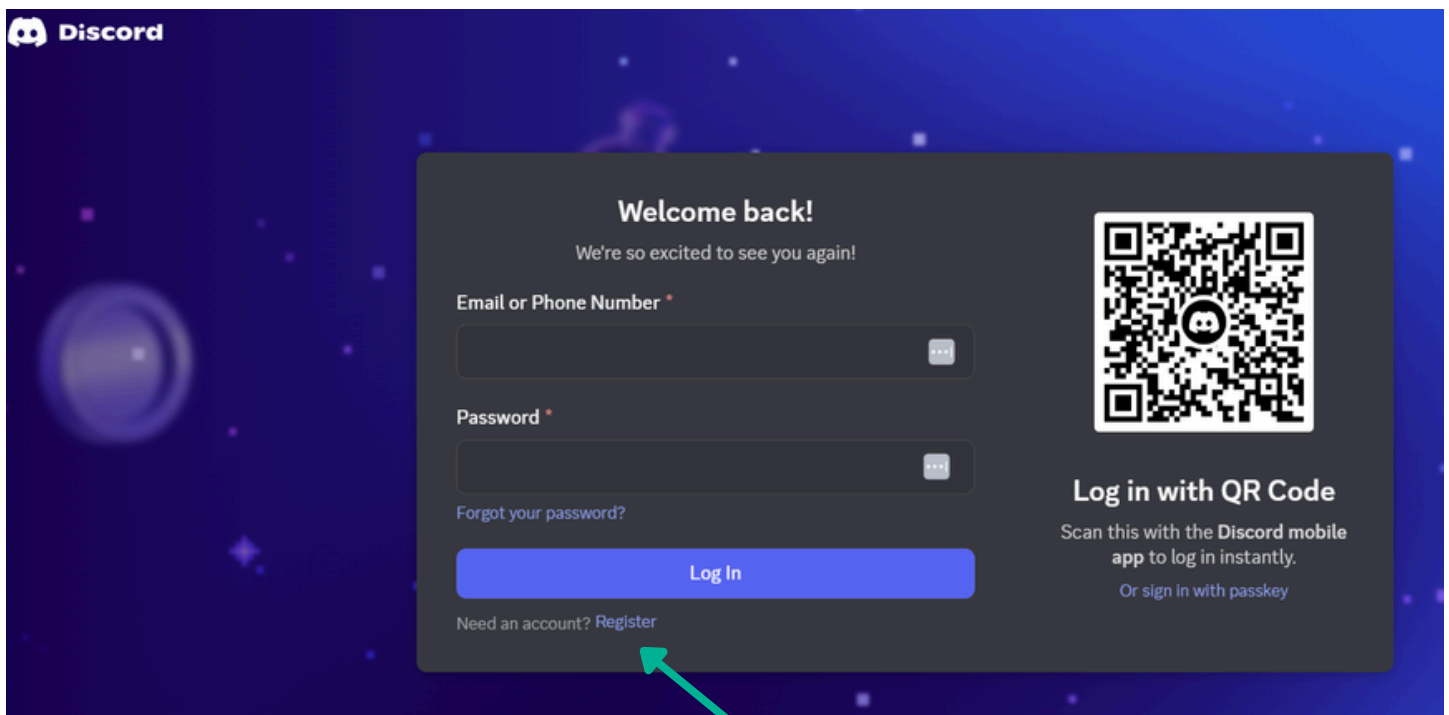 Discord
Welcome back!
We're so excited to see you again!
Email or Phone Number *
Password *
Forgot your password?
Log In
Need an account? Register
Log in with QR Code
Scan this with the Discord mobile
app to log in instantly.
Or sign in with passkey